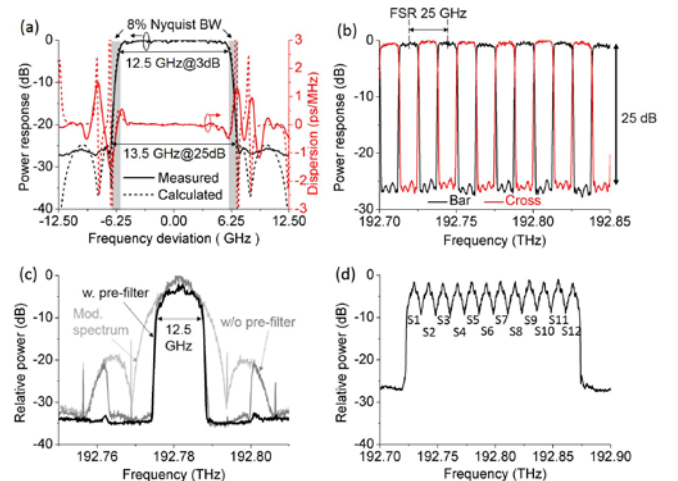 (a)
8% Nyquist BW
12.5 GHz@3dB
13.5 GHz@25dB
Measured
Calculated
Power response (dB)
0
-10
-20
-30
-40
Dispersion (ps/MHz)
3
2
1
0
-1
-2
-3
-12.50 -6.25 0.00 6.25 12.50
Frequency deviation ( GHz )
(b)
FSR 25 GHz
25 dB
Bar Cross
Power response (dB)
0
-10
-20
-30
-40
192.70 192.75 192.80 192.85
Frequency (THz)
(c)
w. pre-filter
Mod.
spectrum
w/o pre-filter
12.5
GHz
Relative power (dB)
0
-10
-20
-30
-40
192.76 192.78 192.80
Frequency (THz)
(d)
S1 S3 S5 S7 S9 S11
S2 S4 S6 S8 S10 S12
Relative power (dB)
0
-10
-20
-30
-40
192.70 192.75 192.80 192.85 192.90
Frequency (THz)